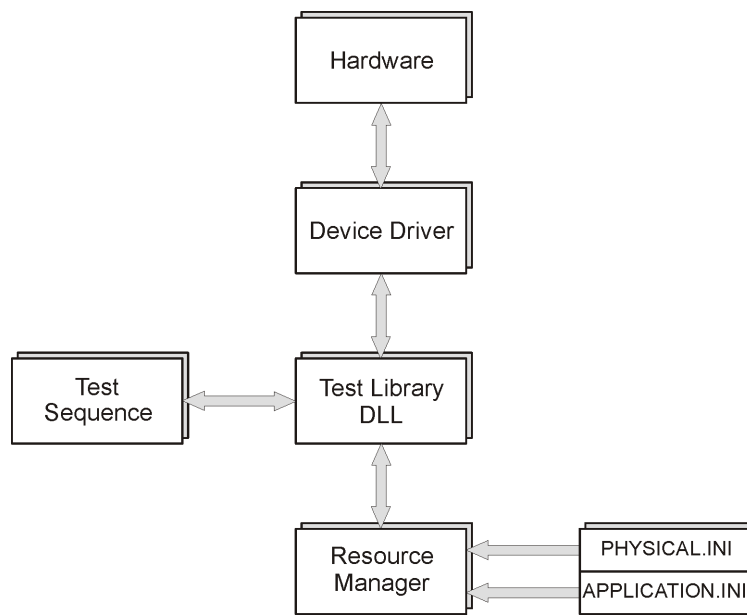 Hardware
Device Driver
Test
Sequence
Test Library
DLL
Resource
Manager
PHYSICAL.INI
APPLICATION.INI